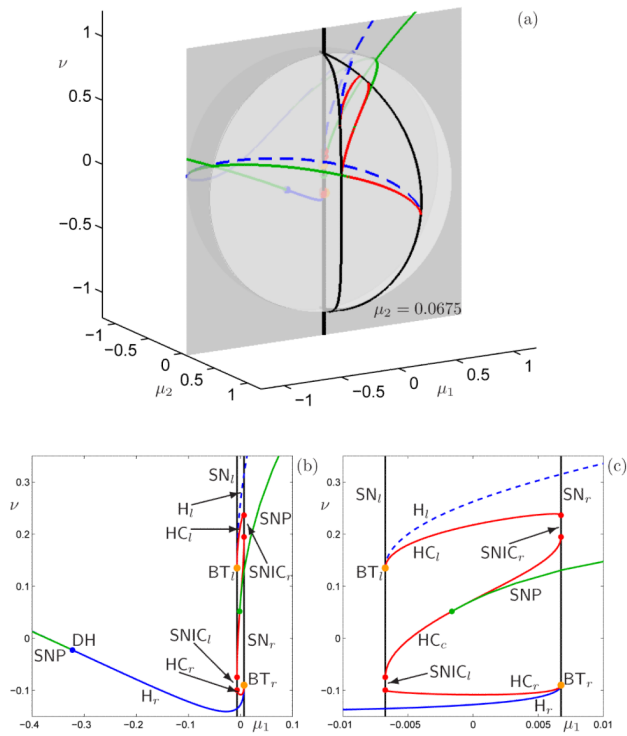 (a)
ν
1
0.5
0
−0.5
−1
μ₂ = 0.0675
−1
−0.5
0
0.5
1
μ₂
−1
−0.5
0
0.5
1
μ₁
(b)
ν
0.3
0.2
0.1
0
−0.1
SNₗ
Hₗ
HCₗ
SNP
BTₗ
SNICᵣ
SNICₗ
SNᵣ
HCᵣ
DH
SNP
BTᵣ
Hᵣ
−0.4 −0.3 −0.2 −0.1 0 μ₁ 0.1
(c)
ν
0.3
0.2
0.1
0
−0.1
SNₗ
Hₗ
SNᵣ
HCₗ
SNICᵣ
BTₗ
SNP
HC꜀
SNICₗ
HCᵣ
BTᵣ
Hᵣ
−0.01 −0.005 0 0.005 μ₁ 0.01